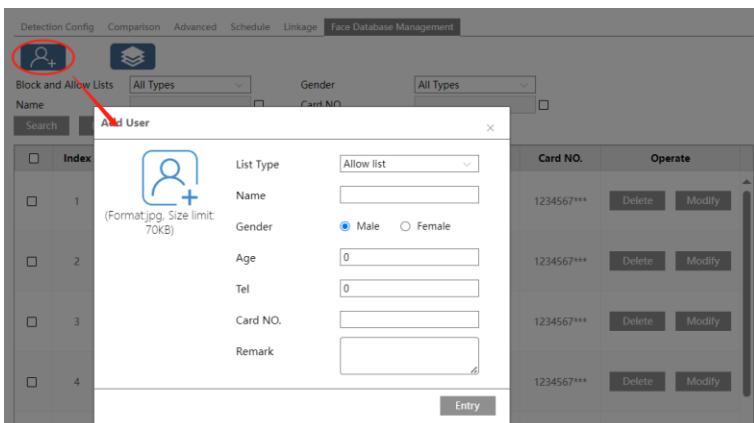 Detection Config Comparison Advanced Schedule Linkage Face Database Management
Block and Allow Lists All Types Gender All Types
Name Card NO.
Search
Add User
Index Card NO. Operate
(Format:jpg, Size limit:
70KB)
List Type Allow list
Name
Gender Male Female
Age 0
Tel 0
Card NO.
Remark
Entry
1 1234567*** Delete Modify
2 1234567*** Delete Modify
3 1234567*** Delete Modify
4 1234567*** Delete Modify